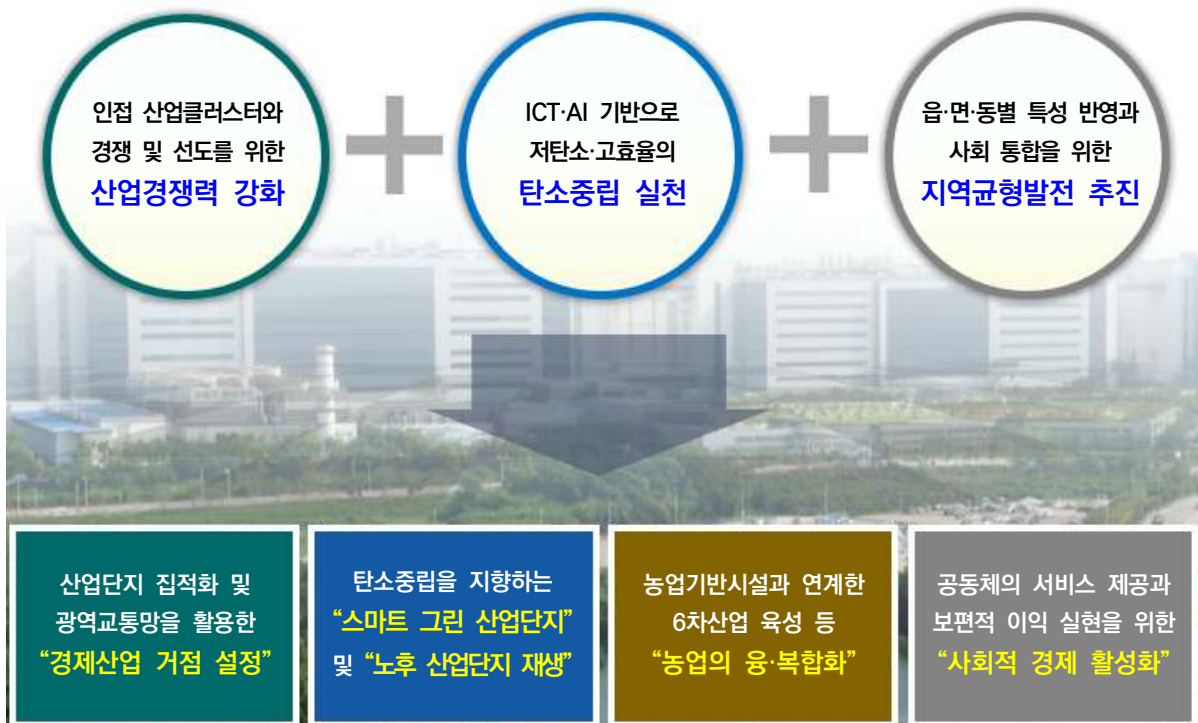 인접 산업클러스터와
경쟁 및 선도를 위한
산업경쟁력 강화
ICT·AI 기반으로
저탄소·고효율의
탄소중립 실천
읍·면·동별 특성 반영과
사회 통합을 위한
지역균형발전 추진
산업단지 집적화 및
광역교통망을 활용한
“경제산업 거점 설정”
탄소중립을 지향하는
“스마트 그린 산업단지”
및 “노후 산업단지 재생”
농업기반시설과 연계한
6차산업 육성 등
“농업의 융·복합화”
공동체의 서비스 제공과
보편적 이익 실현을 위한
“사회적 경제 활성화”